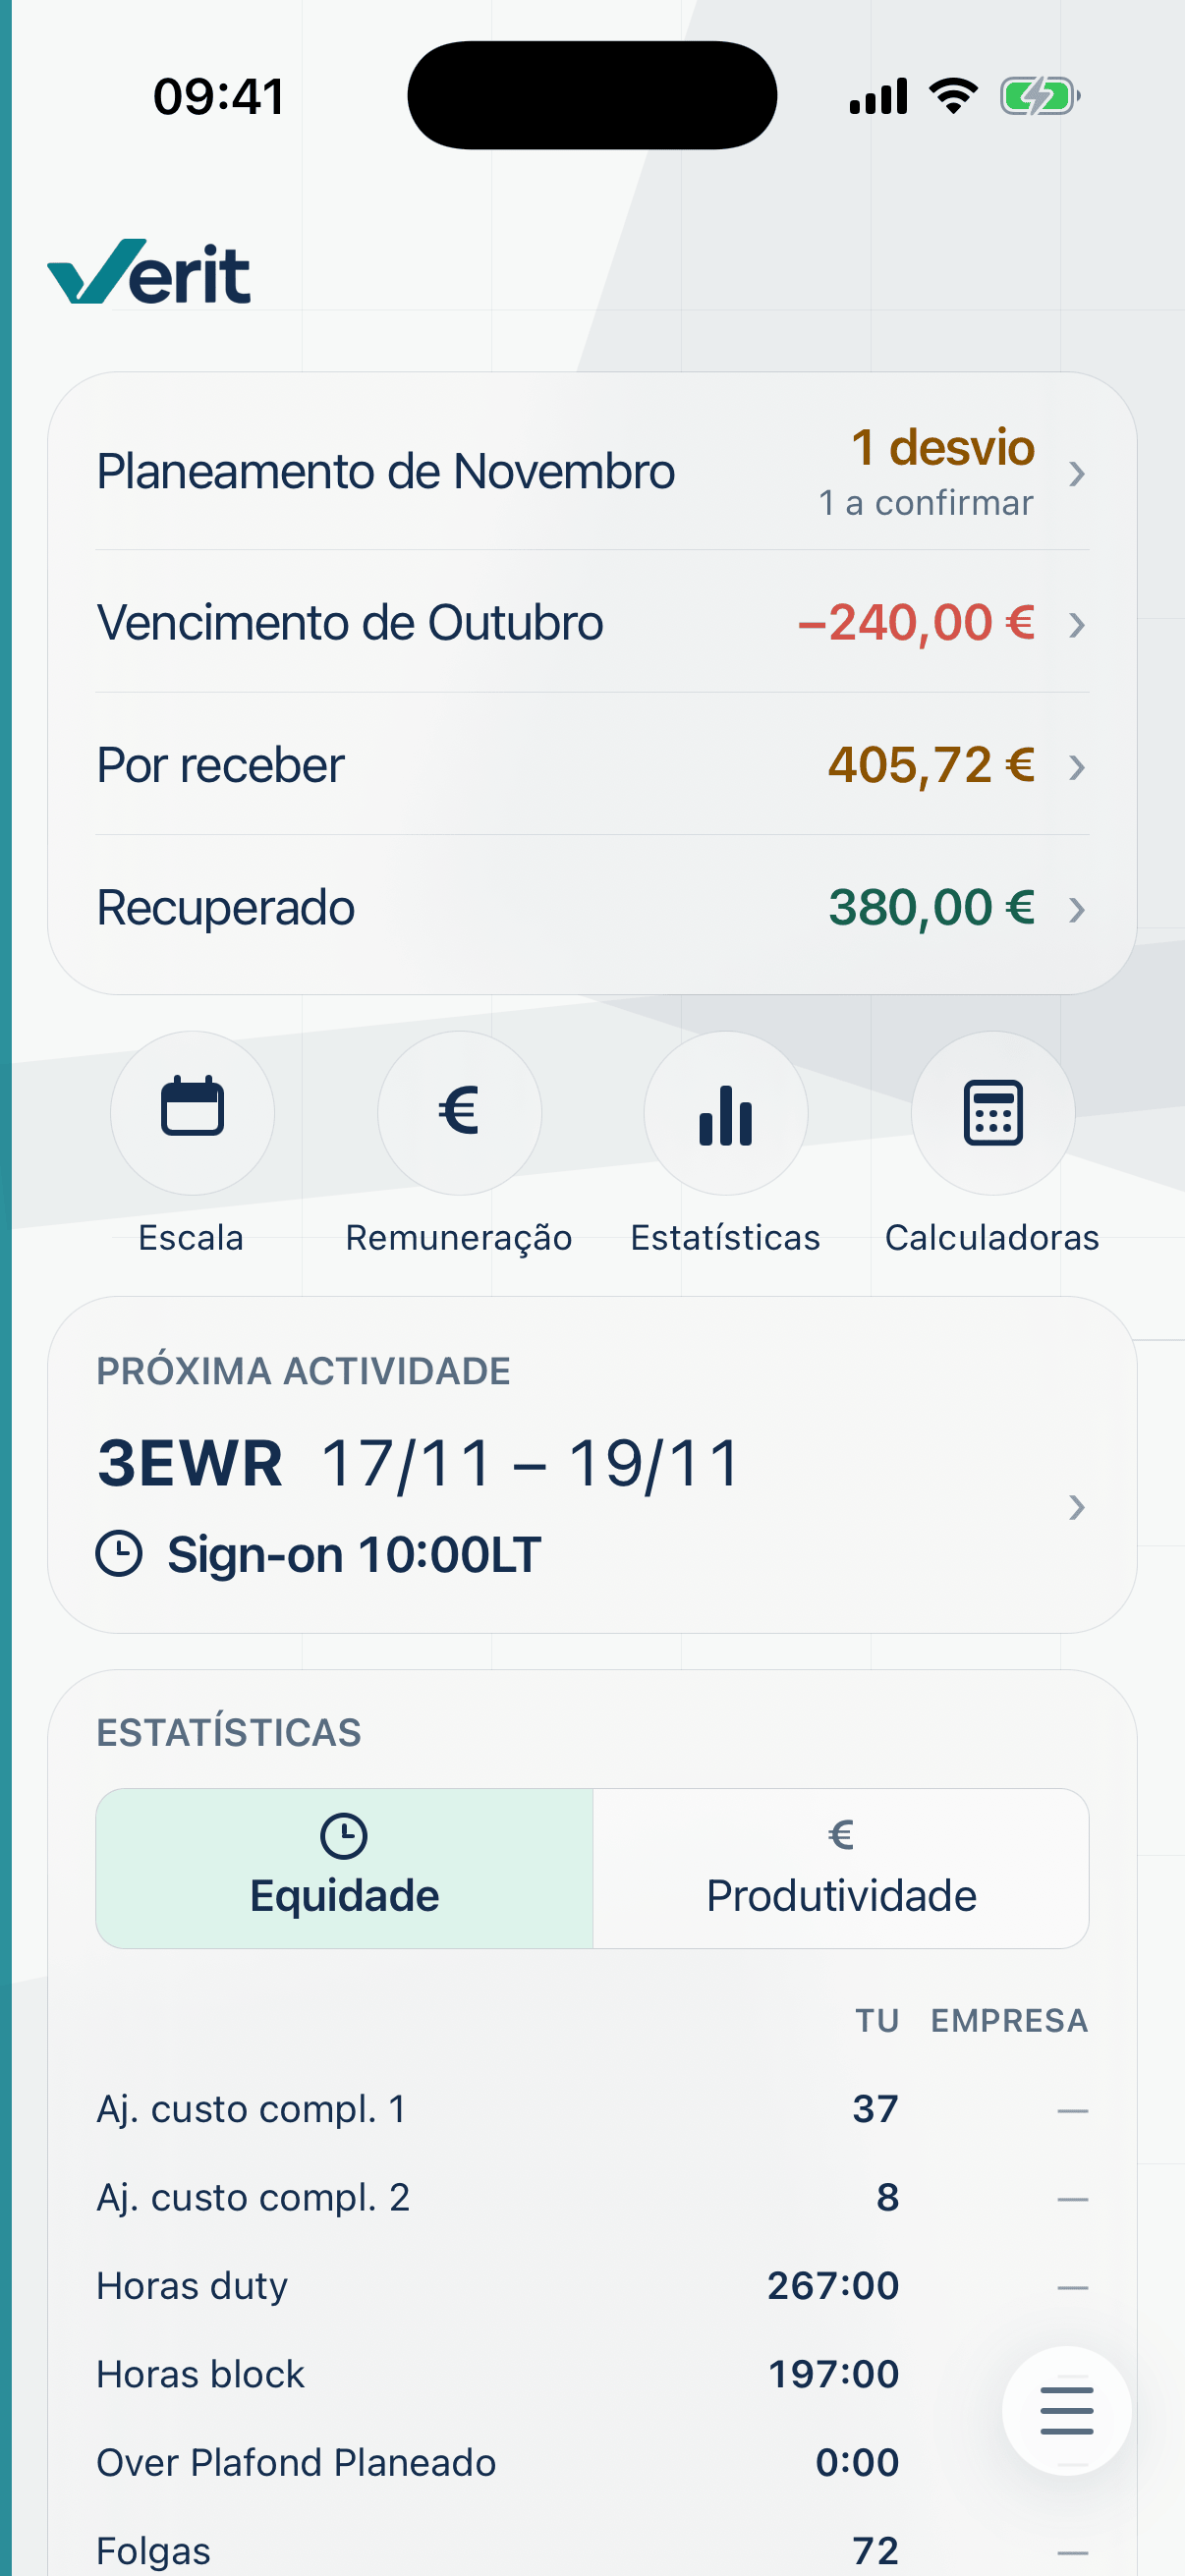 09:41
Verit
Planeamento de Novembro
1 desvio
1 a confirmar
Vencimento de Outubro
–240,00 €
Por receber
405,72 €
Recuperado
380,00 €
€
Escala
Remuneração
Estatísticas
Calculadoras
PRÓXIMA ACTIVIDADE
3EWR 17/11 – 19/11
Sign-on 10:00LT
ESTATÍSTICAS
€
Equidade
Produtividade
TU EMPRESA
Aj. custo compl. 1 37 —
Aj. custo compl. 2 8 —
Horas duty 267:00 —
Horas block 197:00
Over Plafond Planeado 0:00
Folgas 72 —